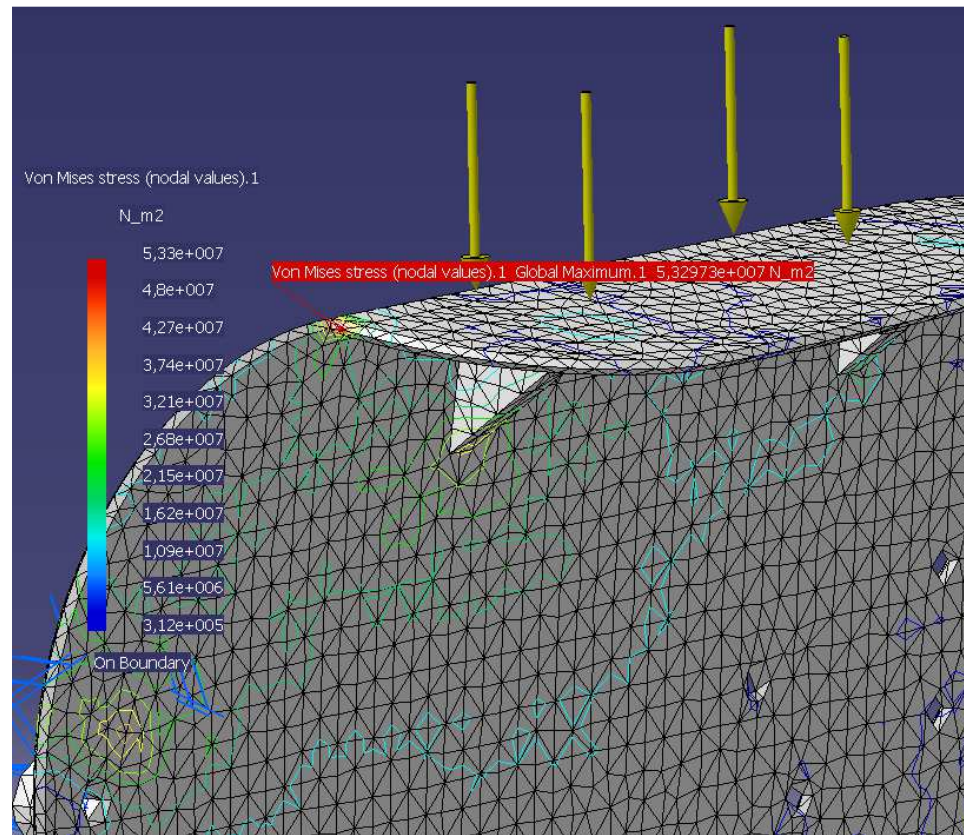 Von Mises stress (nodal values).1
N_m2
5,33e+007
4,8e+007
4,27e+007
3,74e+007
3,21e+007
2,68e+007
2,15e+007
1,62e+007
1,09e+007
5,61e+006
3,12e+005
On Boundary
Von Mises stress (nodal values).1 Global Maximum.1 5,32973e+007 N_m2